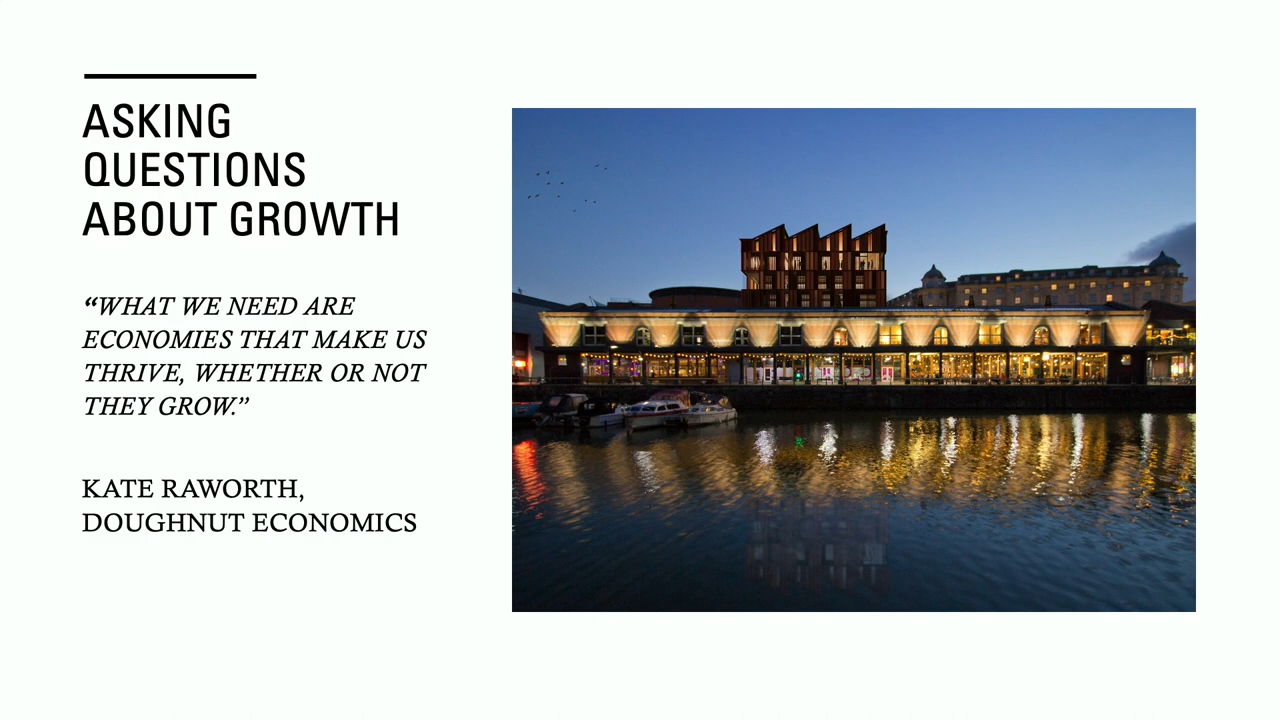 ASKING
QUESTIONS
ABOUT GROWTH
“WHAT WE NEED ARE
ECONOMIES THAT MAKE US
THRIVE, WHETHER OR NOT
THEY GROW.”
KATE RAWORTH,
DOUGHNUT ECONOMICS